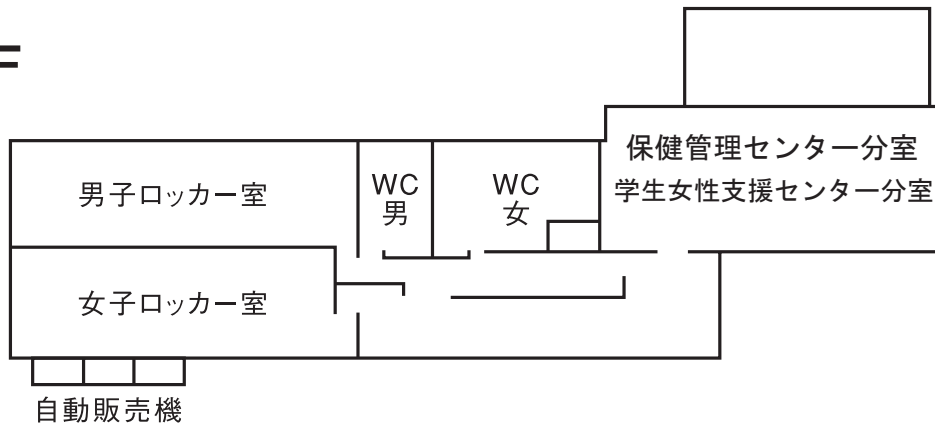 保健管理センター分室
学生女性支援センター分室
男子ロッカー室
WC
男
WC
女
女子ロッカー室
自動販売機